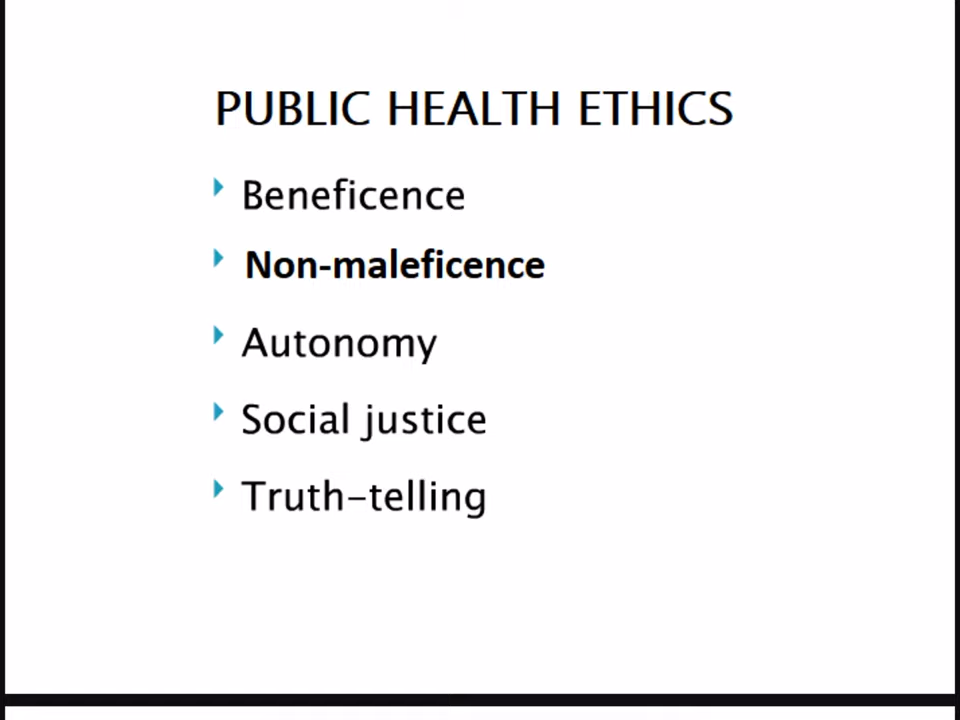 PUBLIC HEALTH ETHICS
Beneficence
Non-maleficence
Autonomy
Social justice
Truth-telling